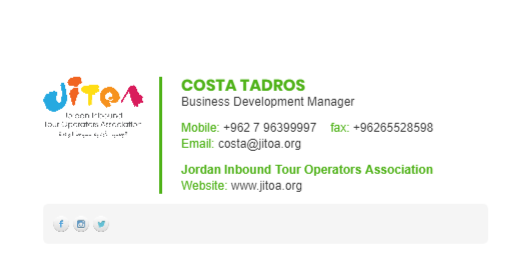 JiTOA
Jordan Inbound
Tour Operators Association
COSTA TADROS
Business Development Manager
Mobile: +962 7 96399997 fax: +96265528598
Email: costa@jitoa.org
Jordan Inbound Tour Operators Association
Website: www.jitoa.org